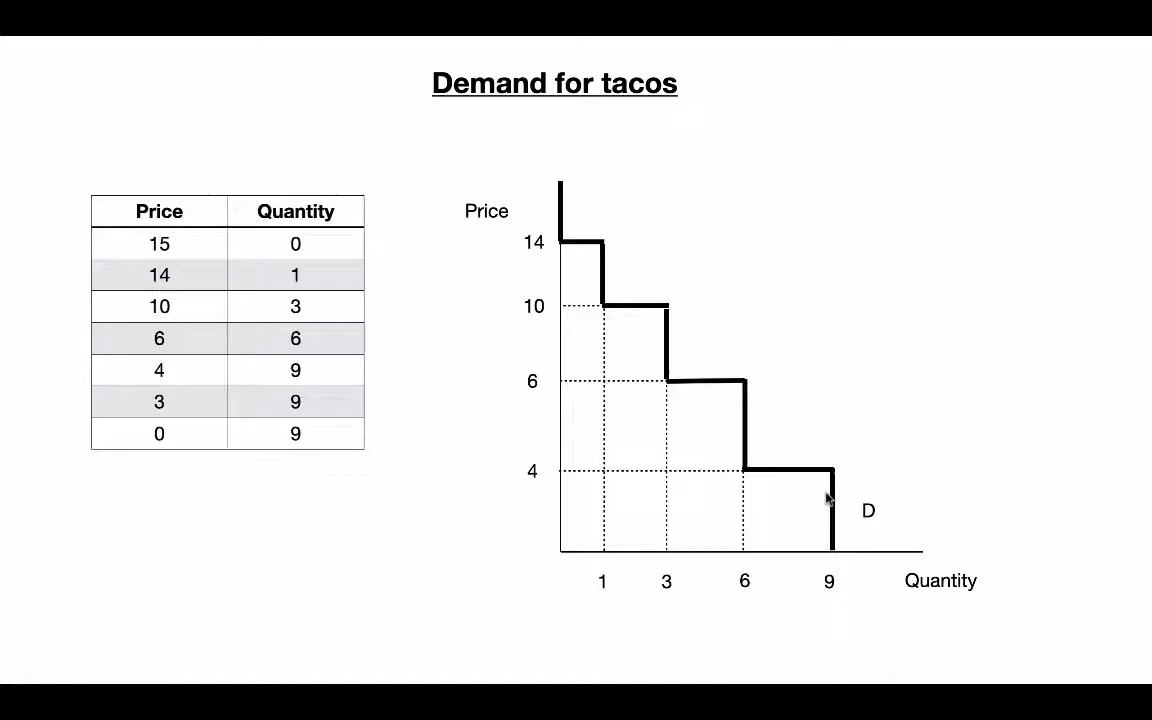 Demand for tacos
Price Quantity
15 0
14 1
10 3
6 6
4 9
3 9
0 9
Price
14
10
6
4
D
1 3 6 9 Quantity